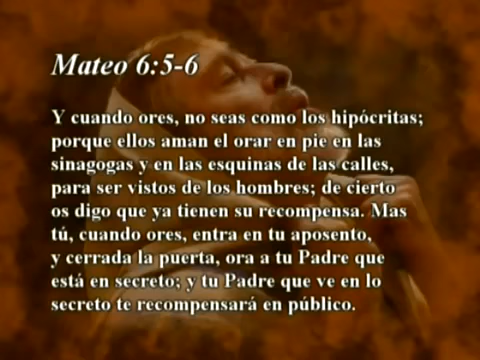 Mateo 6:5-6
Y cuando ores, no seas como los hipócritas;
porque ellos aman el orar en pie en las
sinagogas y en las esquinas de las calles,
para ser vistos de los hombres; de cierto
os digo que ya tienen su recompensa. Mas
tú, cuando ores, entra en tu aposento,
y cerrada la puerta, ora a tu Padre que
está en secreto; y tu Padre que ve en lo
secreto te recompensará en público.